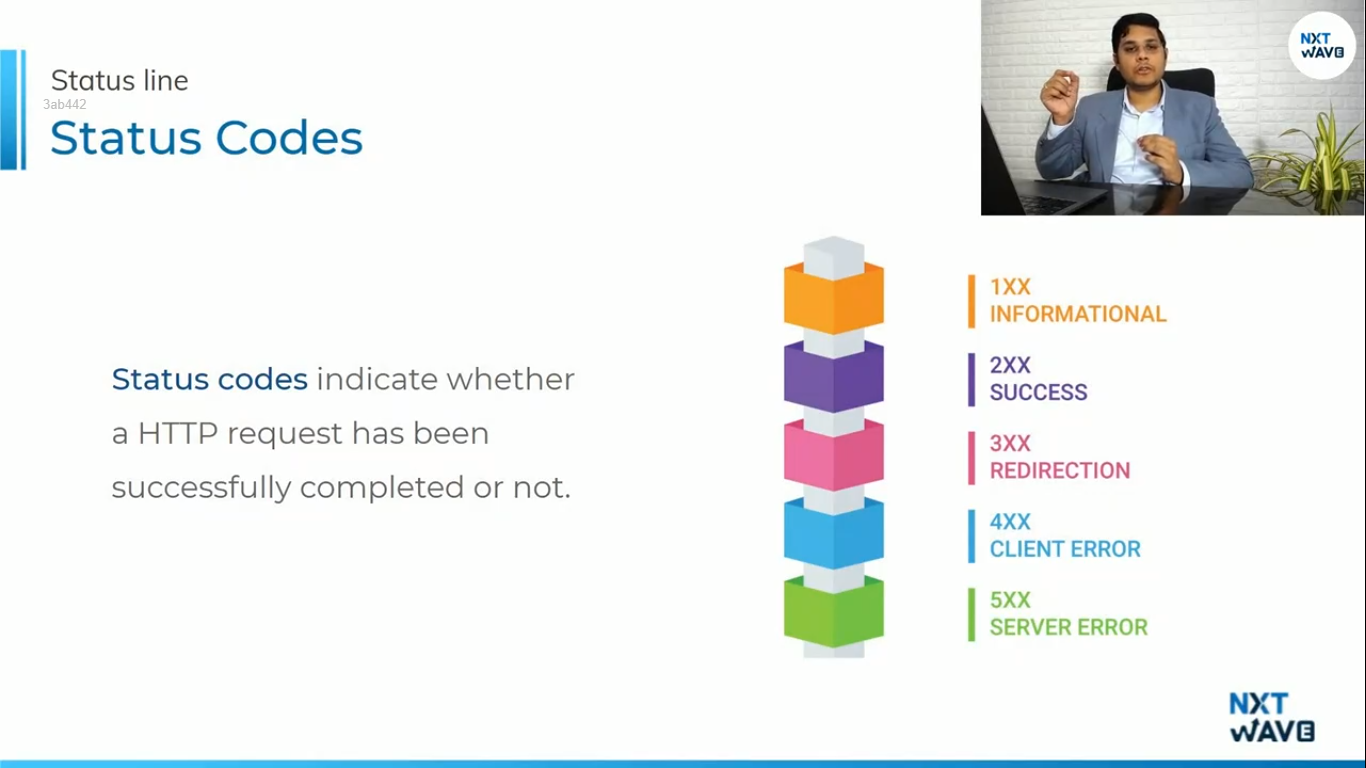 Status line
3ab442
Status Codes
NXT
WAVE
1XX
INFORMATIONAL
2XX
SUCCESS
Status codes indicate whether
a HTTP request has been
successfully completed or not.
3XX
REDIRECTION
4XX
CLIENT ERROR
5XX
SERVER ERROR
NXT
WAVE